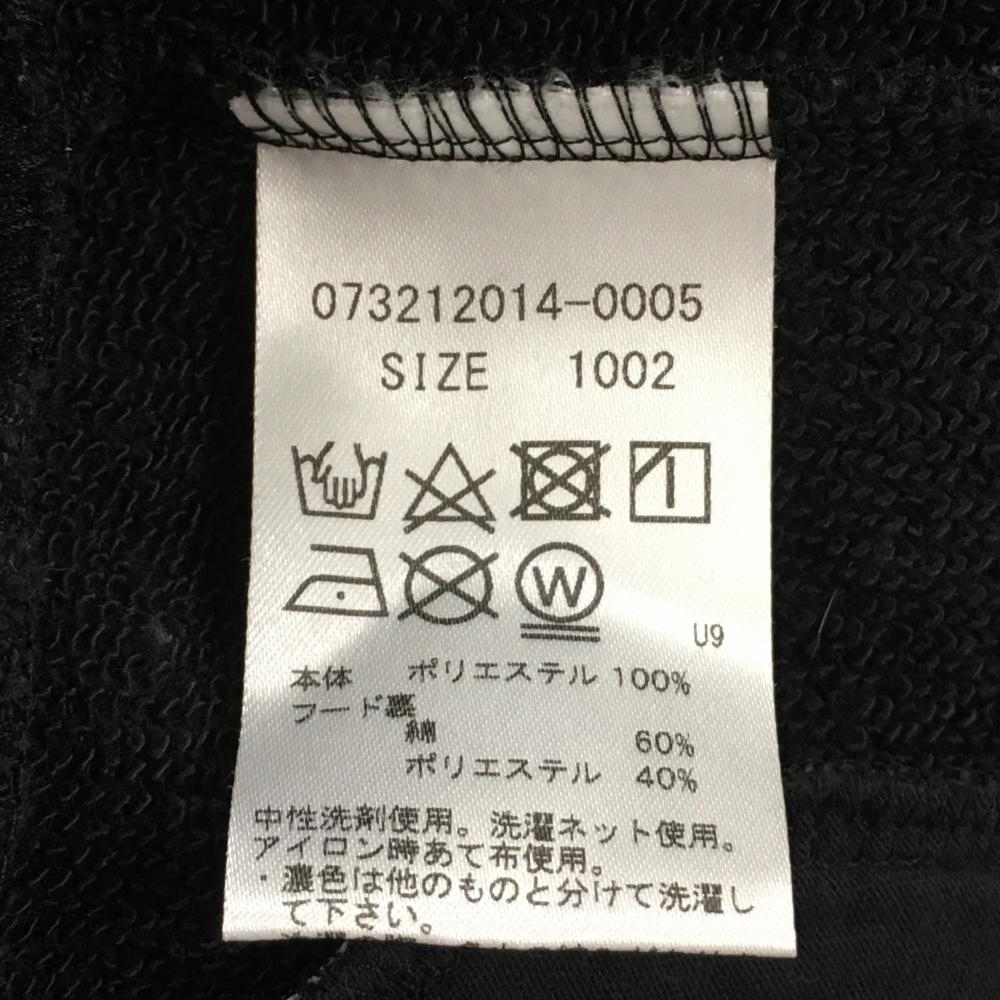 073212014-0005
SIZE 1002
W
U9
本体 ポリエステル 100%
フード裏
綿 60%
ポリエステル 40%
中性洗剤使用。洗濯ネット使用。
アイロン時あて布使用。
・濃色は他のものと分けて洗濯し
て下さい。